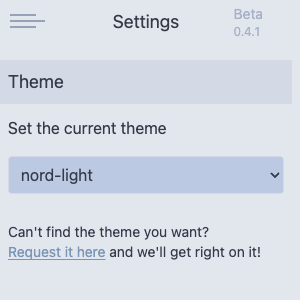 Settings
Beta
0.4.1
Theme
Set the current theme
nord-light
Can't find the theme you want?
Request it here and we'll get right on it!